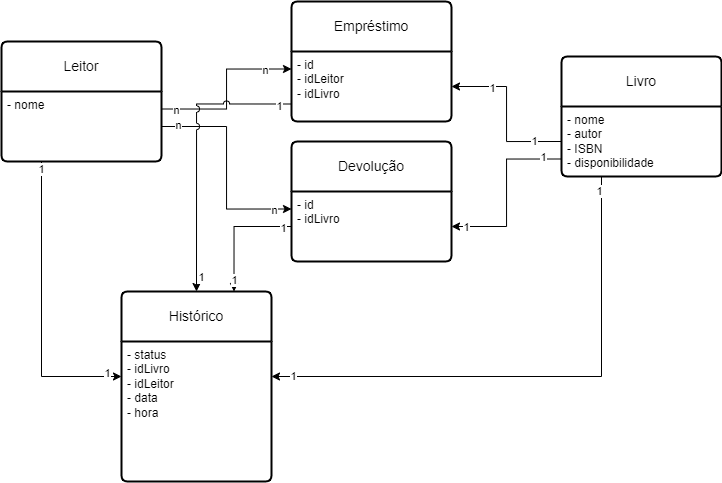 Empréstimo
- id
- idLeitor
- idLivro
Leitor
- nome
Livro
- nome
- autor
- ISBN
- disponibilidade
Devolução
- id
- idLivro
Histórico
- status
- idLivro
- idLeitor
- data
- hora
n
n
n
n
1
1
1
1
1
1
1
,1
1
1
1
1